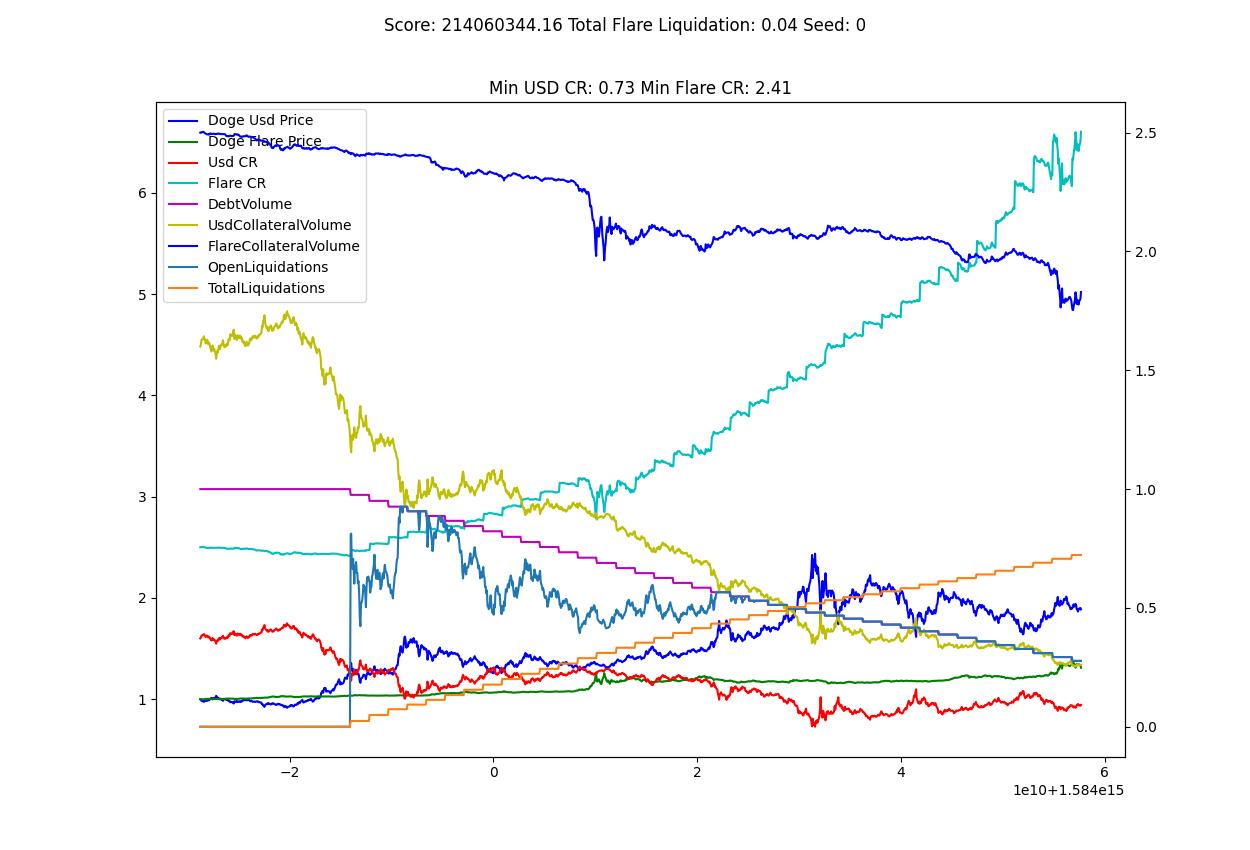 Score: 214060344.16 Total Flare Liquidation: 0.04 Seed: 0
Min USD CR: 0.73 Min Flare CR: 2.41
Doge Usd Price
Doge Flare Price
Usd CR
Flare CR
DebtVolume
UsdCollateralVolume
FlareCollateralVolume
OpenLiquidations
TotalLiquidations
6
5
4
3
2
1
2.5
2.0
1.5
1.0
0.5
0.0
−2
0
2
4
6
1e10+1.584e15